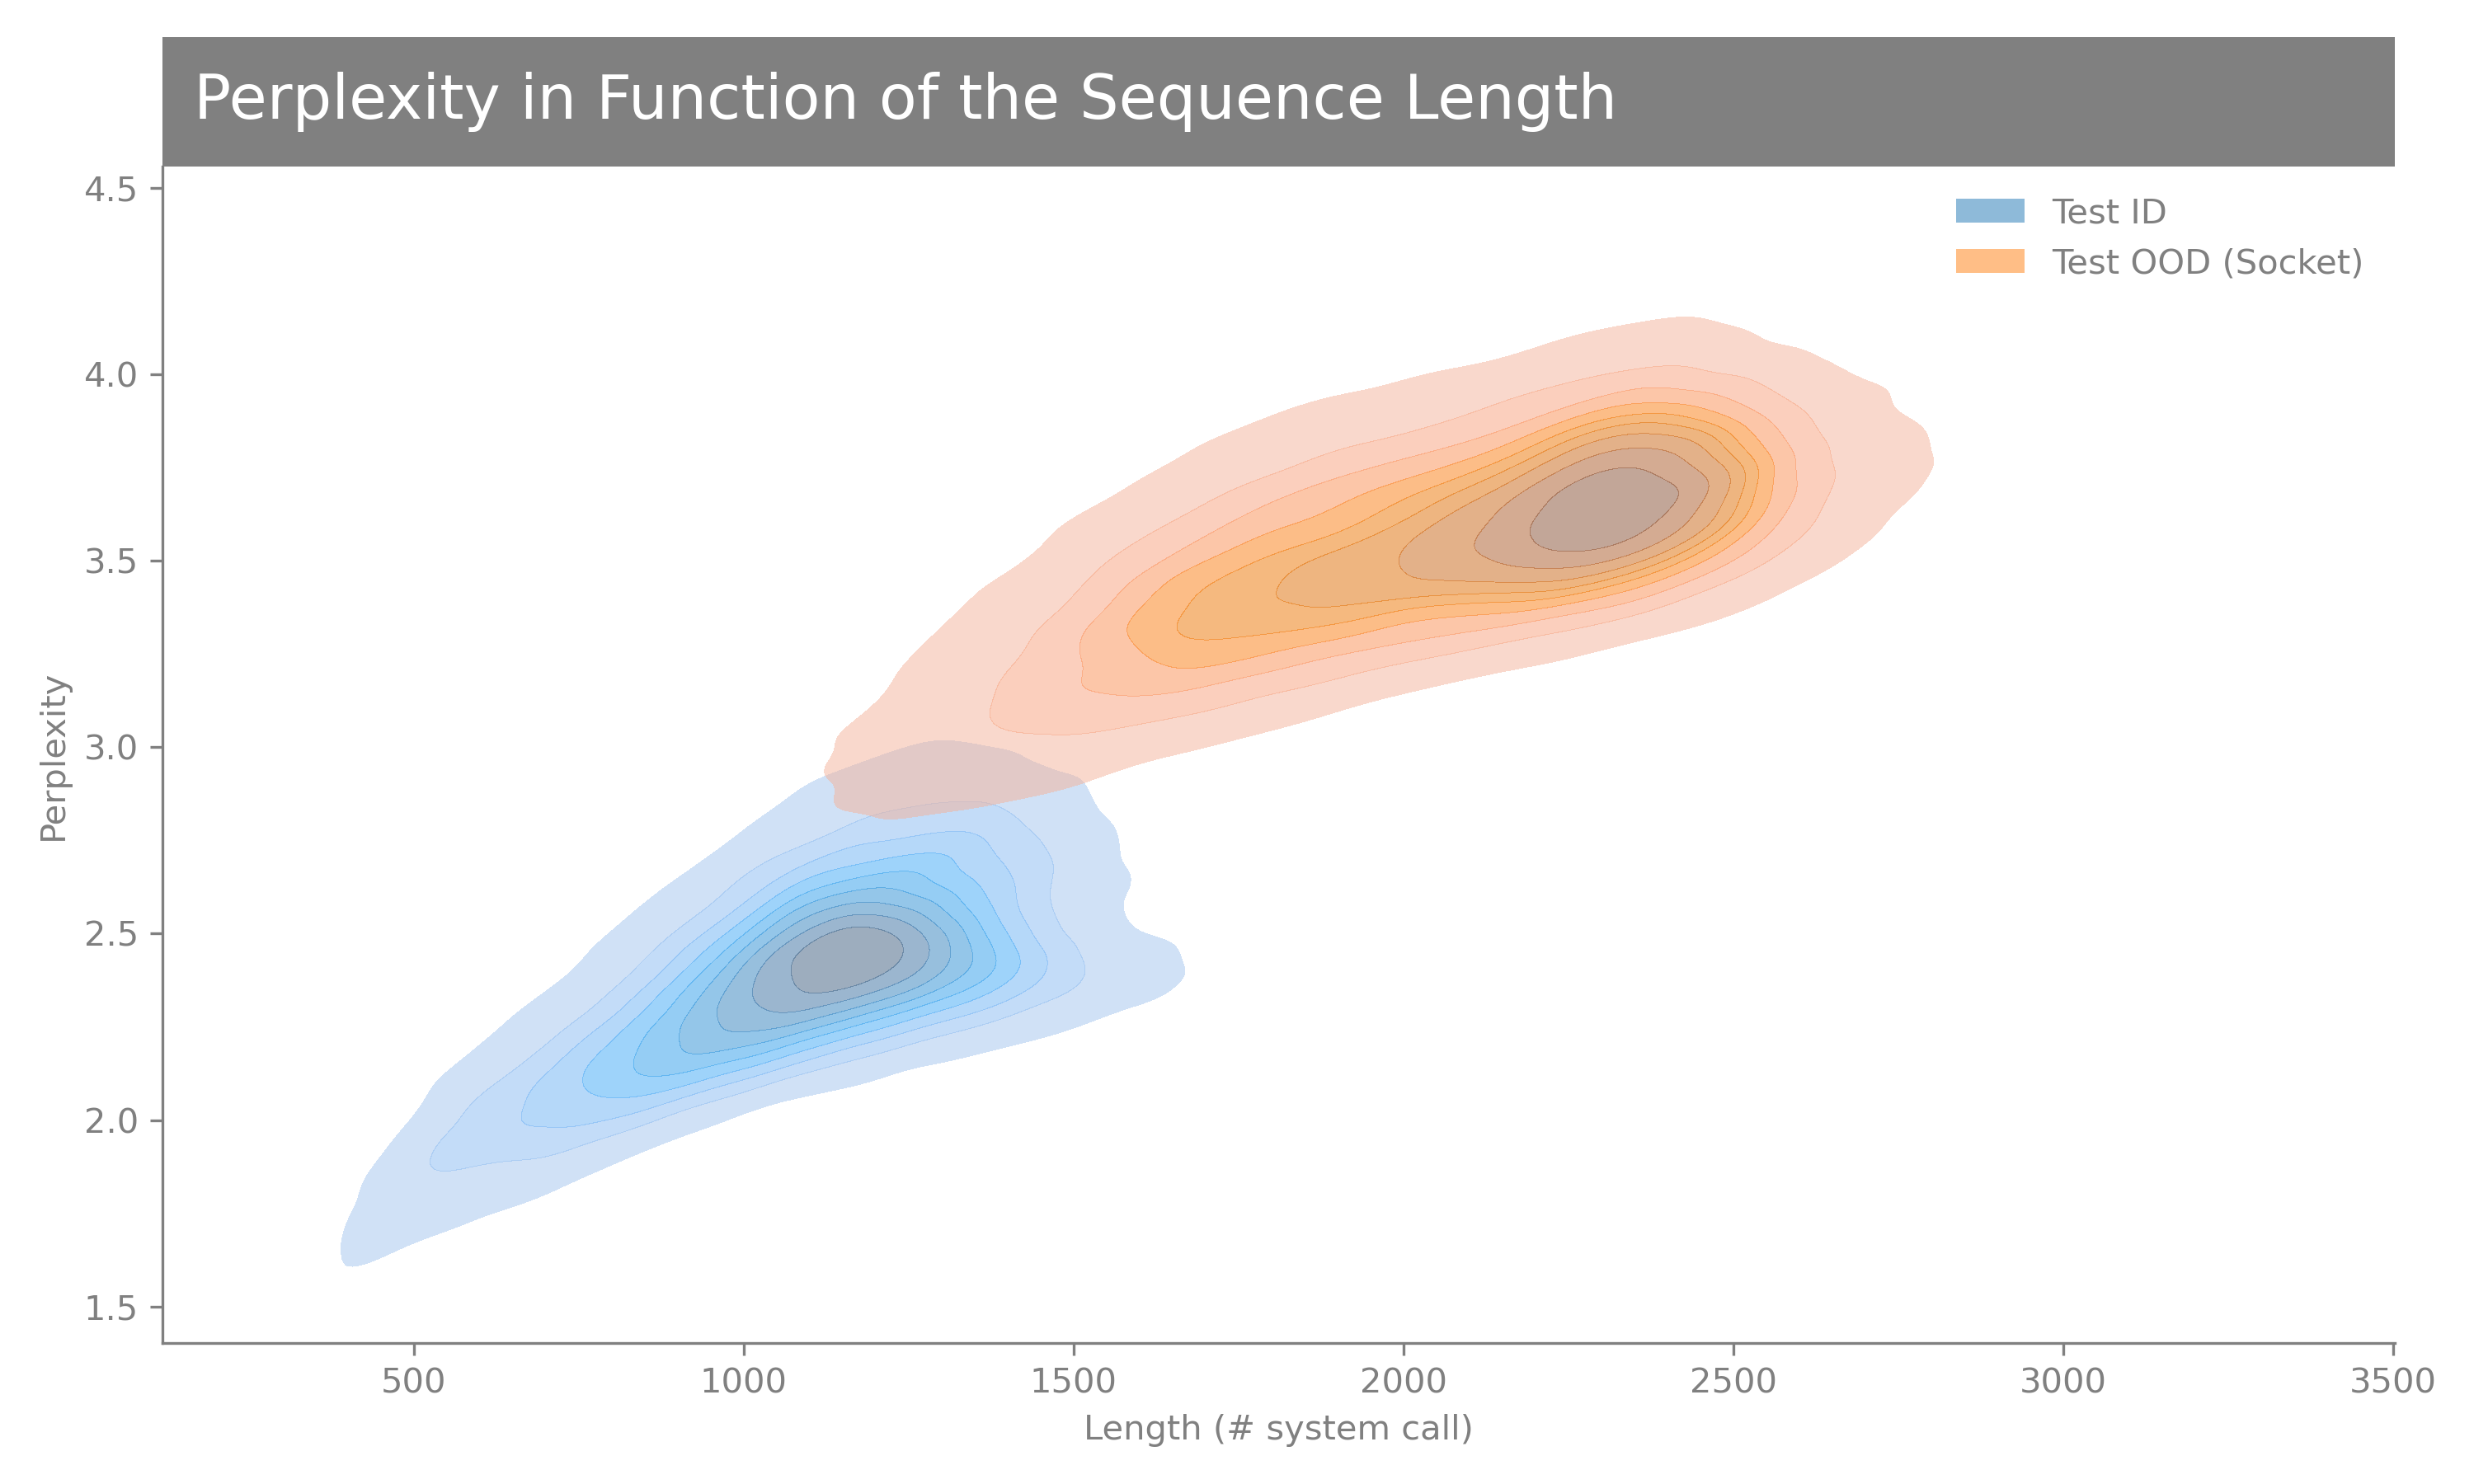 Perplexity in Function of the Sequence Length
Test ID
Test OOD (Socket)
Perplexity
4.5
4.0
3.5
3.0
2.5
2.0
1.5
500 1000 1500 2000 2500 3000 3500
Length (# system call)